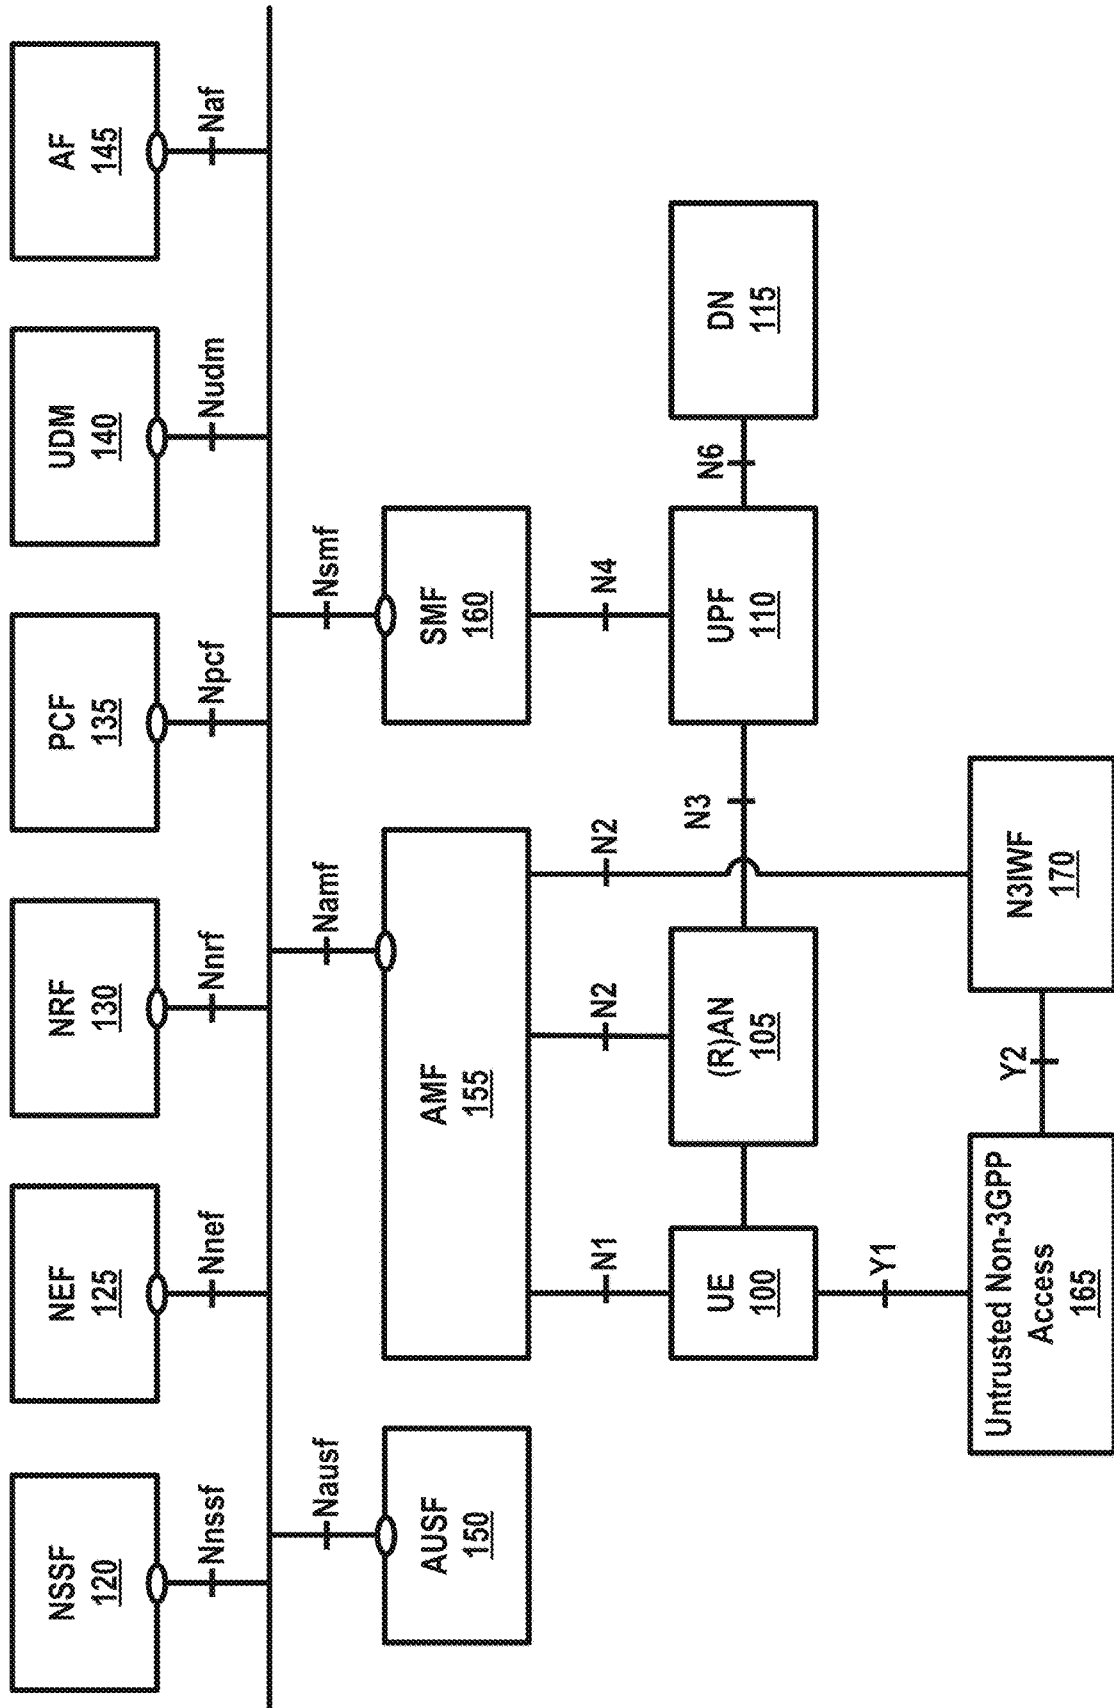 NSSF
120
NEF
125
NRF
130
PCF
135
UDM
140
AF
145
Nnssf
Nnef
Nnrf
Npcf
Nudm
Naf
Nausf
Namf
Nsmf
AUSF
150
AMF
155
SMF
160
N1
N2
N2
N4
UE
100
(R)AN
105
N3
UPF
110
N6
DN
115
Y1
Untrusted Non-3GPP
Access
165
Y2
N3IWF
170